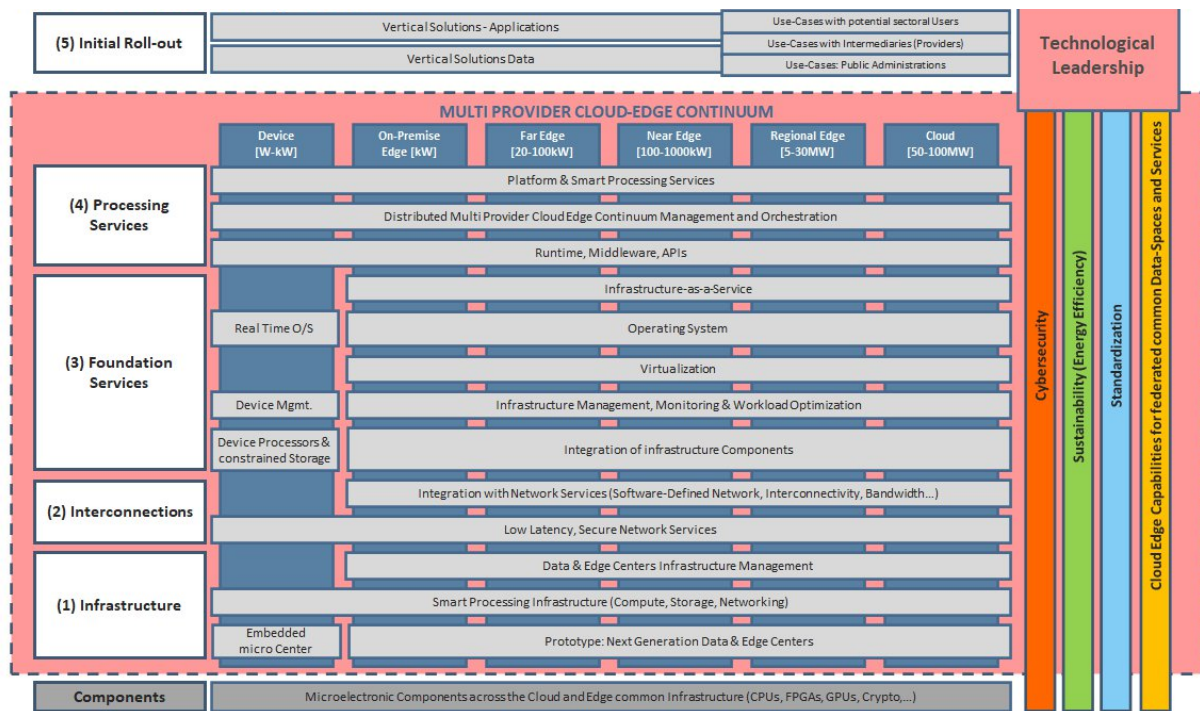 (5) Initial Roll-out
Vertical Solutions - Applications
Vertical Solutions Data
Use-Cases with potential sectoral Users
Use-Cases with Intermediaries (Providers)
Use-Cases: Public Administrations
Technological
Leadership
MULTI PROVIDER CLOUD-EDGE CONTINUUM
Device
[W-kW]
On-Premise
Edge [kW]
Far Edge
[20-100kW]
Near Edge
[100-1000kW]
Regional Edge
[5-30MW]
Cloud
[50-100MW]
(4) Processing
Services
Platform & Smart Processing Services
Distributed Multi Provider Cloud Edge Continuum Management and Orchestration
Runtime, Middleware, APIs
(3) Foundation
Services
Infrastructure-as-a-Service
Real Time O/S
Operating System
Virtualization
Device Mgmt.
Infrastructure Management, Monitoring & Workload Optimization
Device Processors &
constrained Storage
Integration of infrastructure Components
(2) Interconnections
Integration with Network Services (Software-Defined Network, Interconnectivity, Bandwidth...)
Low Latency, Secure Network Services
(1) Infrastructure
Data & Edge Centers Infrastructure Management
Smart Processing Infrastructure (Compute, Storage, Networking)
Embedded
micro Center
Prototype: Next Generation Data & Edge Centers
Components
Microelectronic Components across the Cloud and Edge common Infrastructure (CPUs, FPGAs, GPUs, Crypto,...)
Cybersecurity
Sustainability (Energy Efficiency)
Standardization
Cloud Edge Capabilities for federated common Data-Spaces and Services